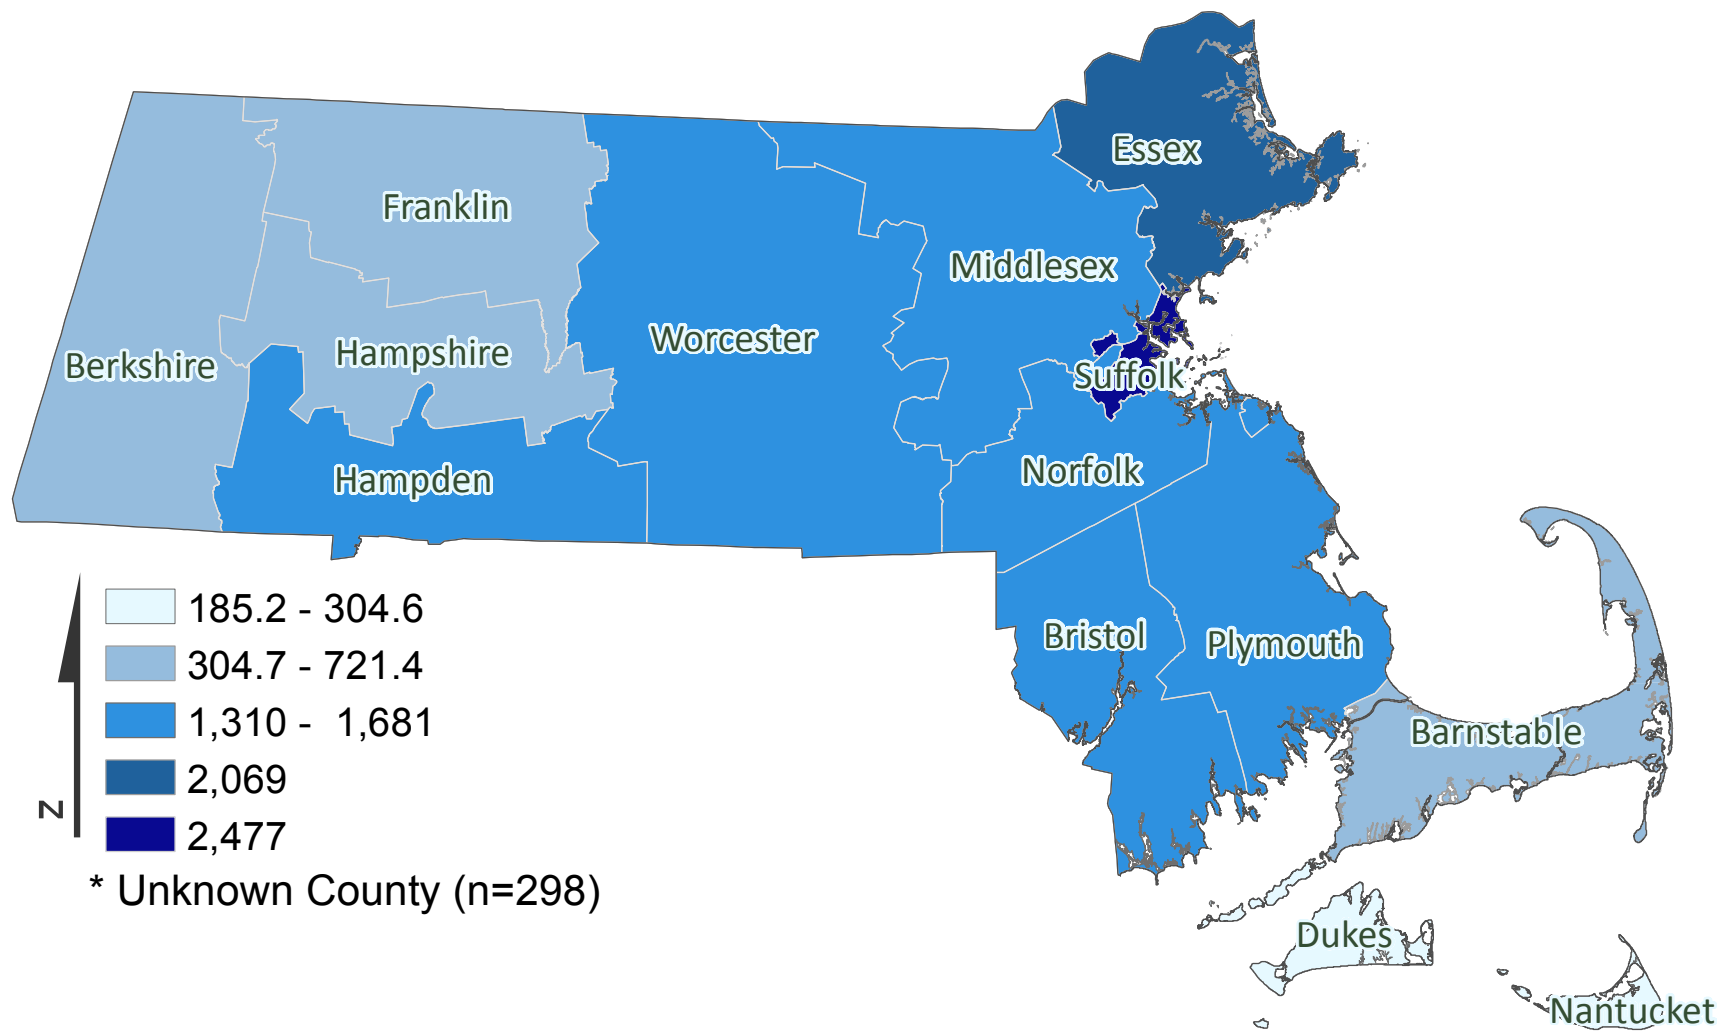 Essex
Franklin
Middlesex
Worcester
Hampshire
Berkshire
Suffolk
Norfolk
Hampden
185.2 - 304.6
304.7 - 721.4
1,310 -  1,681
2,069
2,477
N
* Unknown County (n=298)
Bristol
Plymouth
Barnstable
Dukes
Nantucket